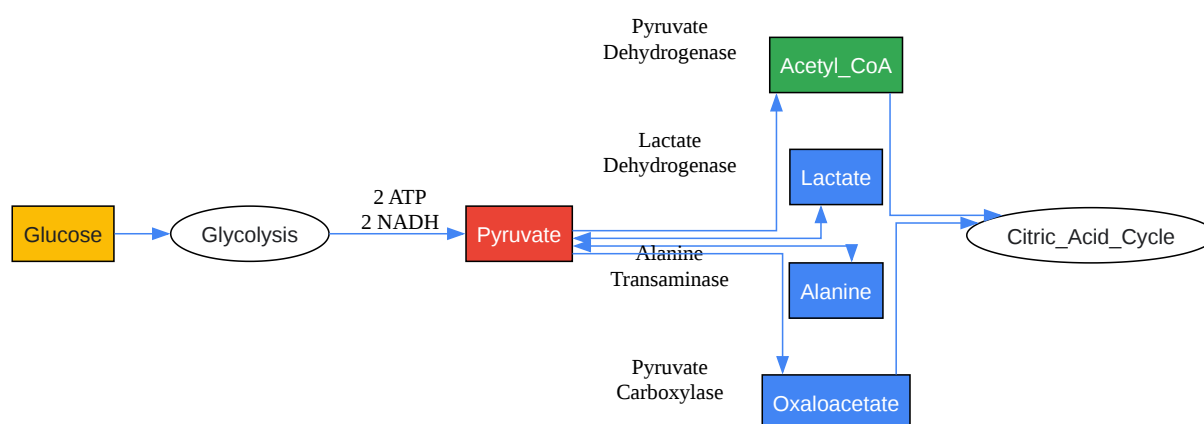 Pyruvate
Dehydrogenase
Acetyl_CoA
Lactate
Dehydrogenase
Lactate
2 ATP
2 NADH
Glucose
Glycolysis
Pyruvate
Citric_Acid_Cycle
Alanine
Transaminase
Alanine
Pyruvate
Carboxylase
Oxaloacetate